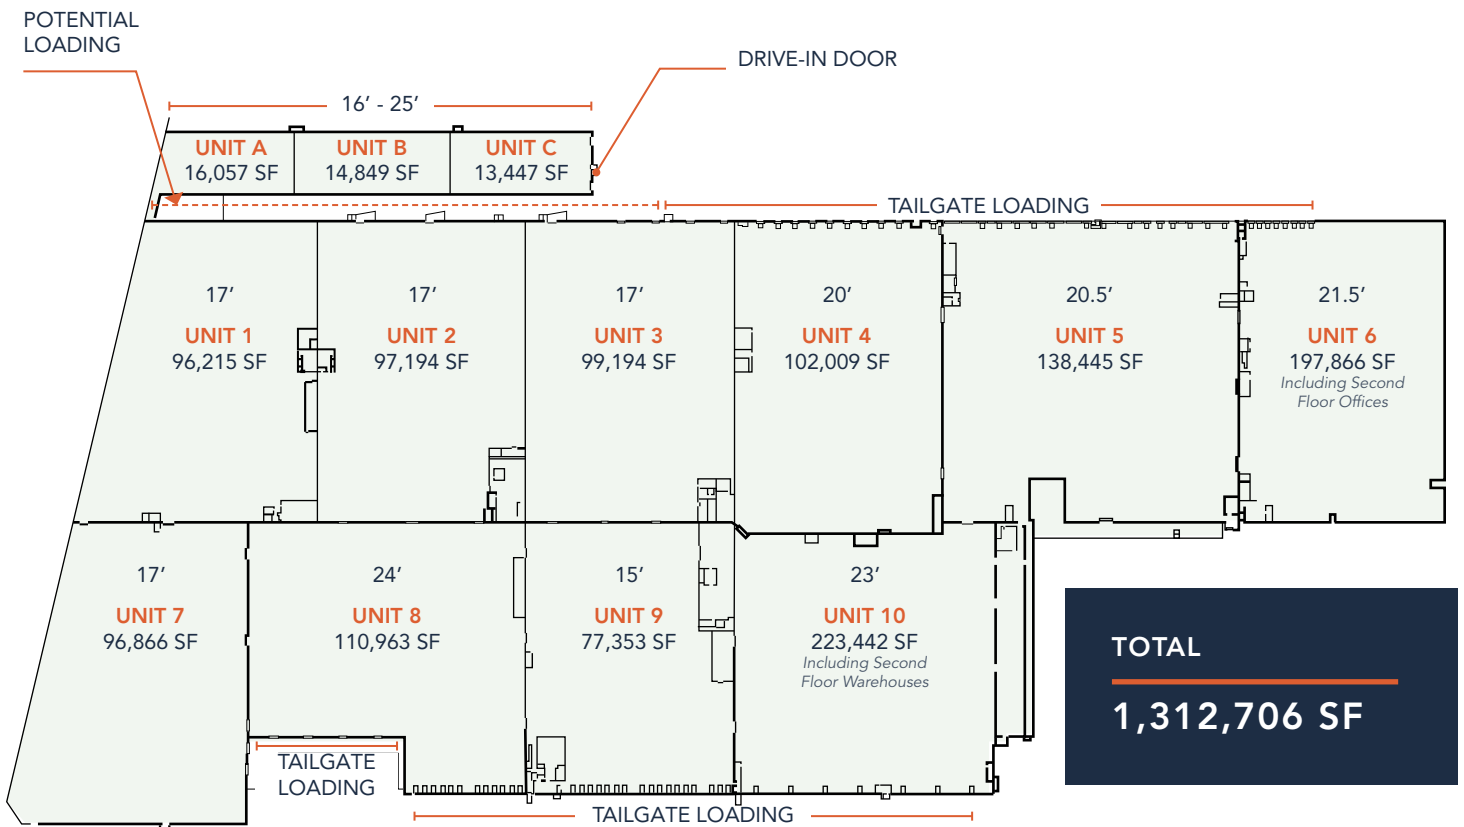 POTENTIAL
LOADING
DRIVE-IN DOOR
16’ - 25’
UNIT A
16,057 SF
UNIT B
14,849 SF
UNIT C
13,447 SF
TAILGATE LOADING
17’
UNIT 1
96,215 SF
17’
UNIT 2
97,194 SF
17’
UNIT 3
99,194 SF
20’
UNIT 4
102,009 SF
20.5’
UNIT 5
138,445 SF
21.5’
UNIT 6
197,866 SF
Including Second
Floor Offices
17’
UNIT 7
96,866 SF
24’
UNIT 8
110,963 SF
15’
UNIT 9
77,353 SF
23’
UNIT 10
223,442 SF
Including Second
Floor Warehouses
TOTAL
1,312,706 SF
TAILGATE
LOADING
TAILGATE LOADING